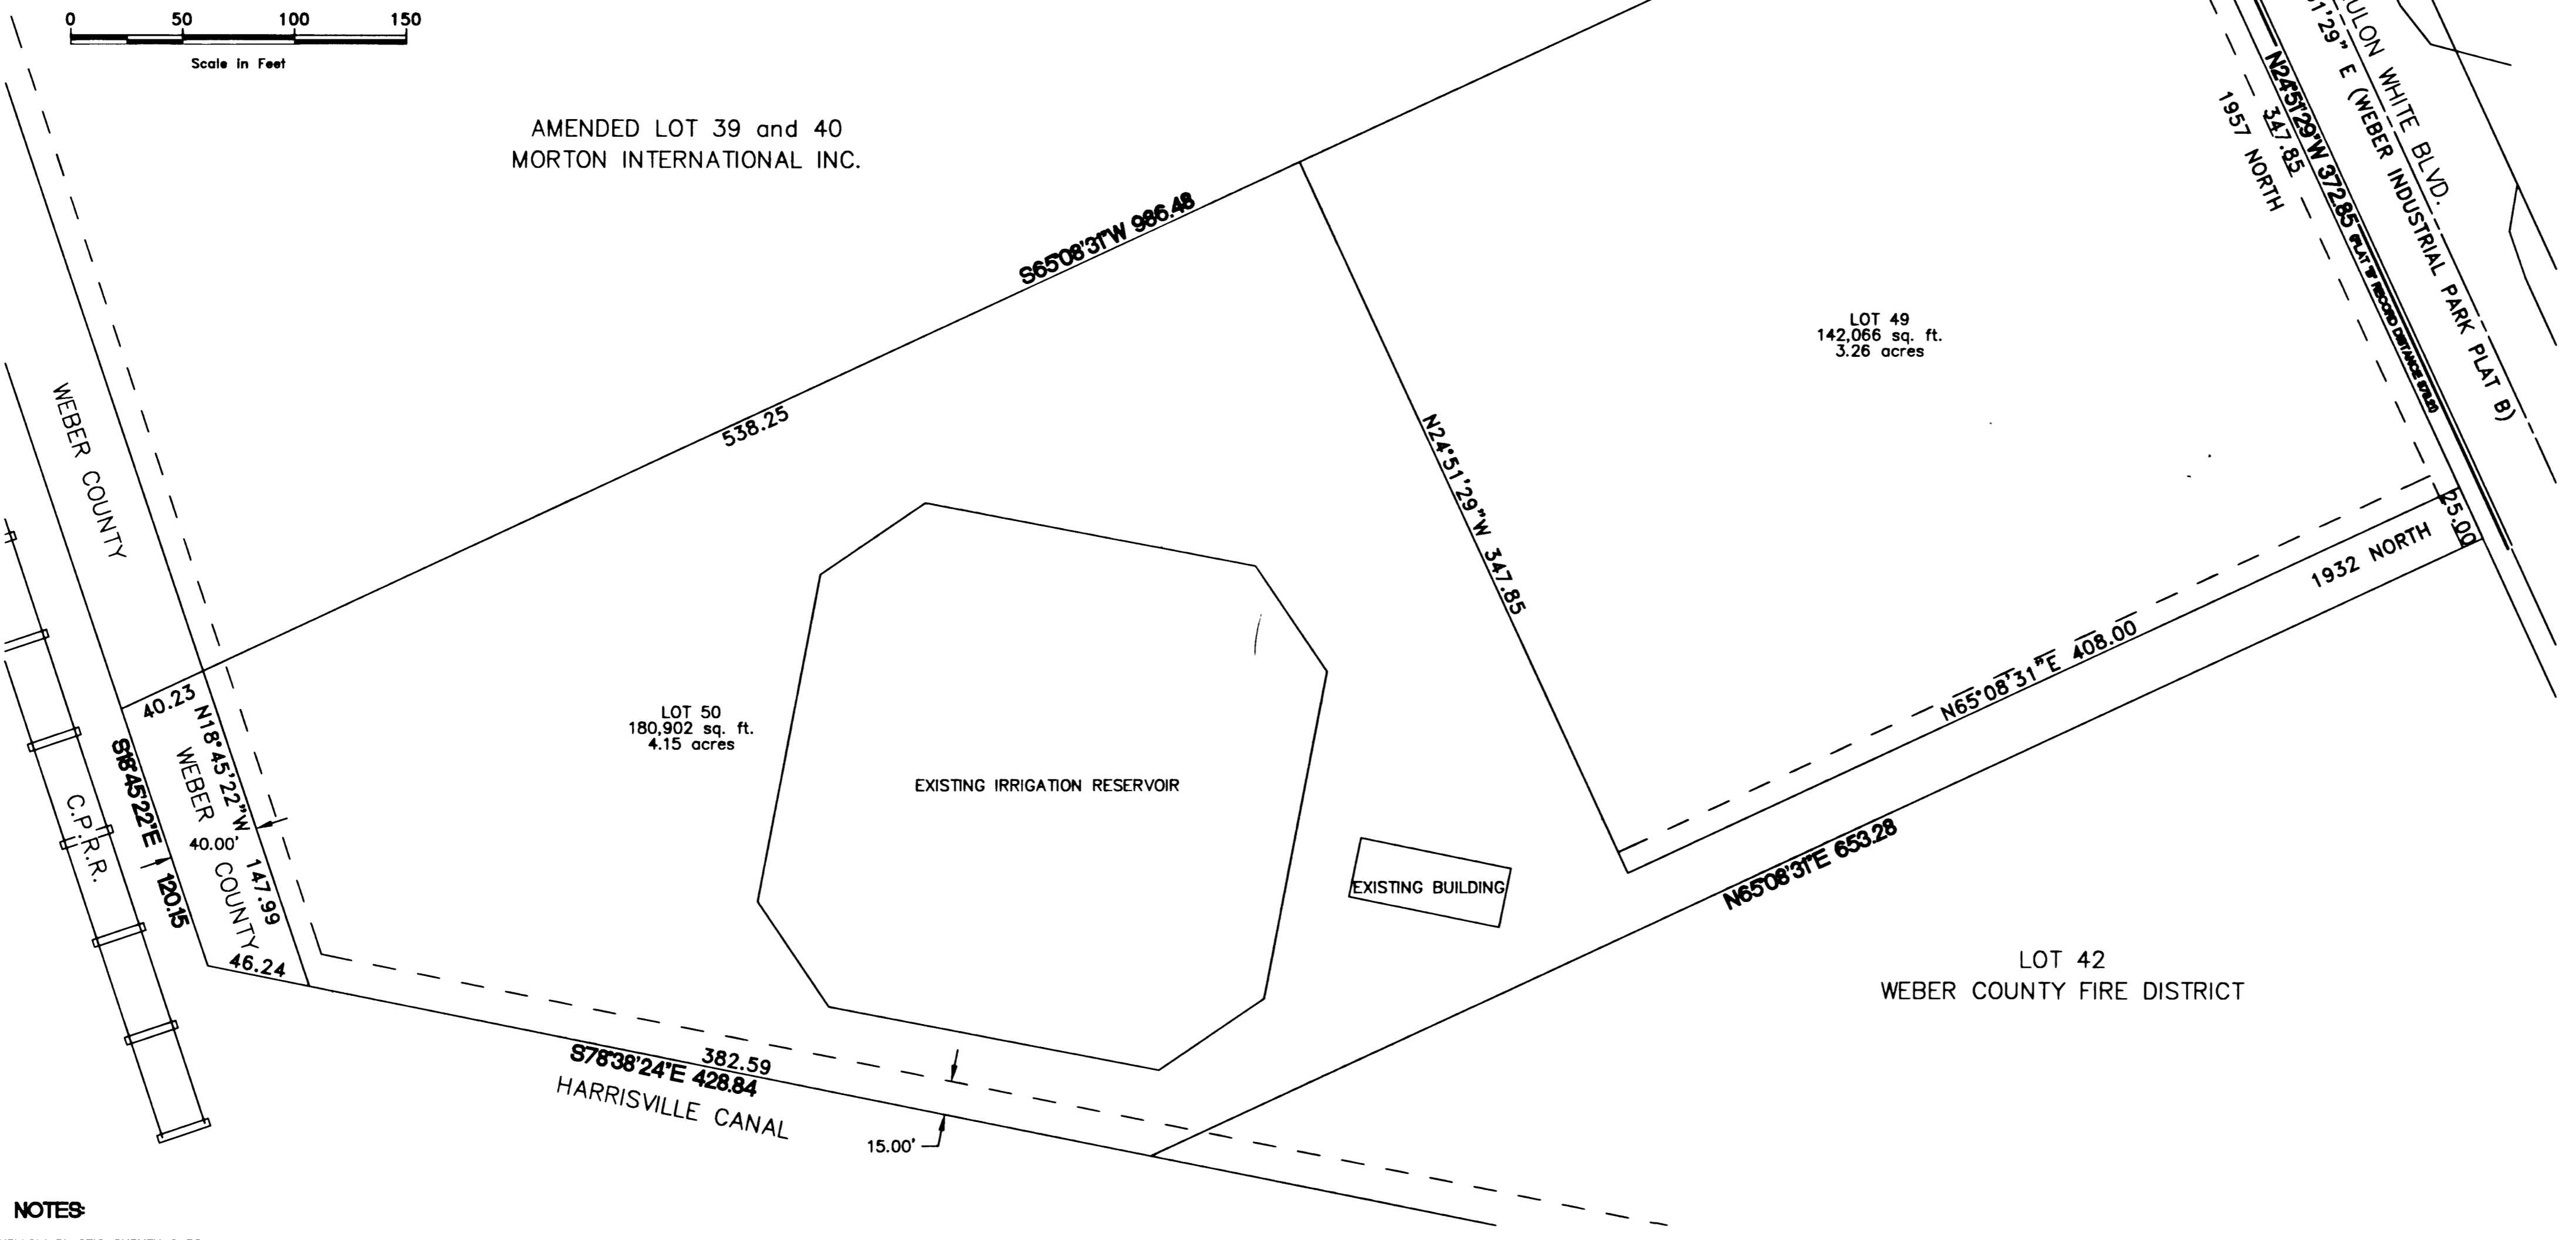 0 50 100 150
Scale in Feet
AMENDED LOT 39 and 40
MORTON INTERNATIONAL INC.
S65°08'31"W 986.48
538.25
WHITE BLVD.
E (WEBER INDUSTRIAL PARK PLAT B)
N24°51'29"W 372.85
347.85
1957 NORTH
LOT 49
142,066 sq. ft.
3.26 acres
N24°51'29"W 347.85
25.00
1932 NORTH
N65°08'31"E 408.00
N65°08'31"E 653.28
WEBER COUNTY
40.23
N18°45'22"W 147.99
WEBER COUNTY
40.00'
S18°45'22"E 120.15
C.P.R.R.
46.24
LOT 50
180,902 sq. ft.
4.15 acres
EXISTING IRRIGATION RESERVOIR
EXISTING BUILDING
LOT 42
WEBER COUNTY FIRE DISTRICT
382.59
S78°38'24"E 428.84
HARRISVILLE CANAL
15.00'
NOTES: